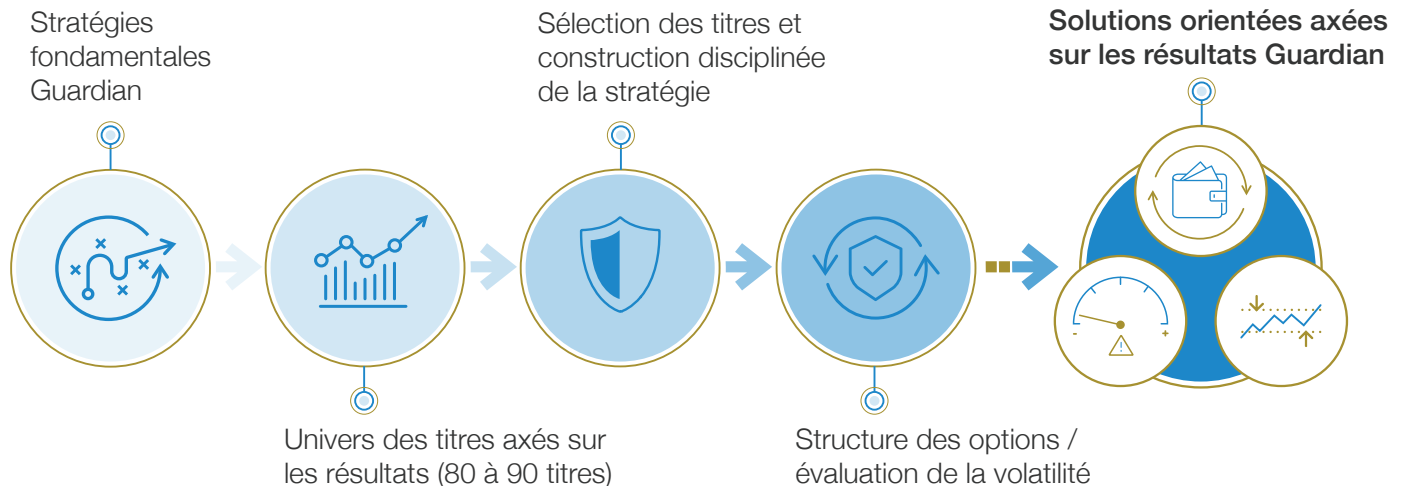 Stratégies
fondamentales
Guardian
Sélection des titres et
construction disciplinée
de la stratégie
Solutions orientées axées
sur les résultats Guardian
- +
!
Univers des titres axés sur
les résultats (80 à 90 titres)
Structure des options /
évaluation de la volatilité